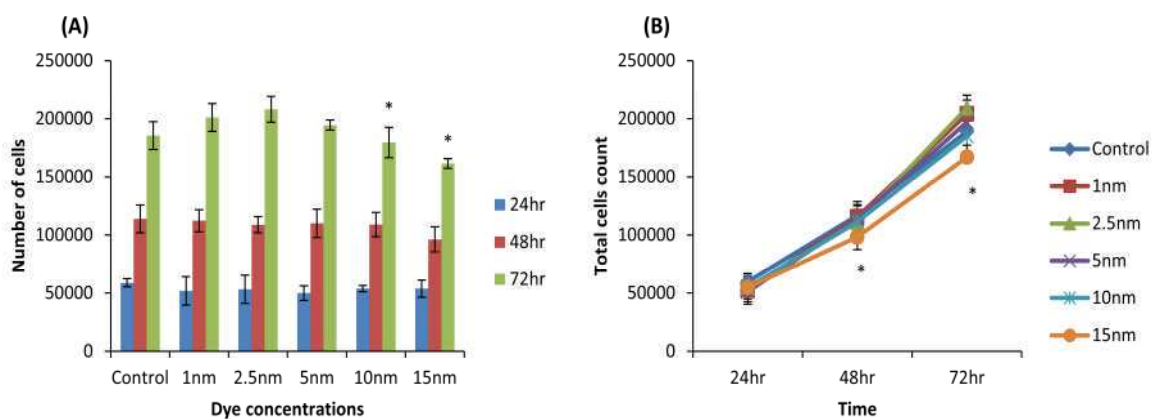 (A)
250000
200000
150000
100000
50000
0
Number of cells
* *
Control 1nm 2.5nm 5nm 10nm 15nm
Dye concentrations
24hr
48hr
72hr
(B)
250000
200000
150000
100000
50000
0
Total cells count
*
*
24hr 48hr 72hr
Time
Control
1nm
2.5nm
5nm
10nm
15nm